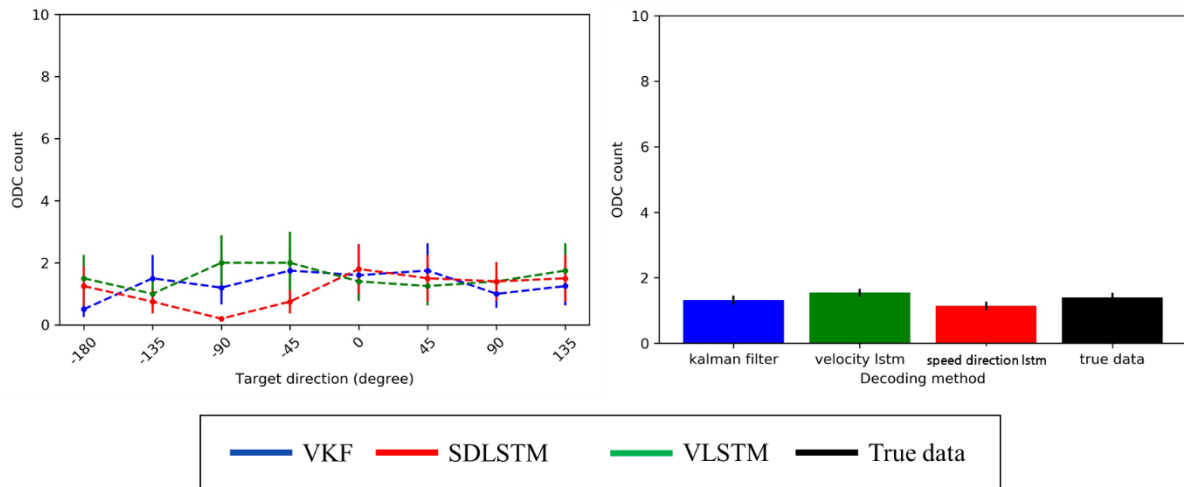 10
8
6
4
2
0
ODC count
-180
-135
-90
-45
0
45
90
135
Target direction (degree)
10
8
6
4
2
0
ODC count
kalman filter
velocity lstm
speed direction lstm
true data
Decoding method
VKF
SDLSTM
VLSTM
True data